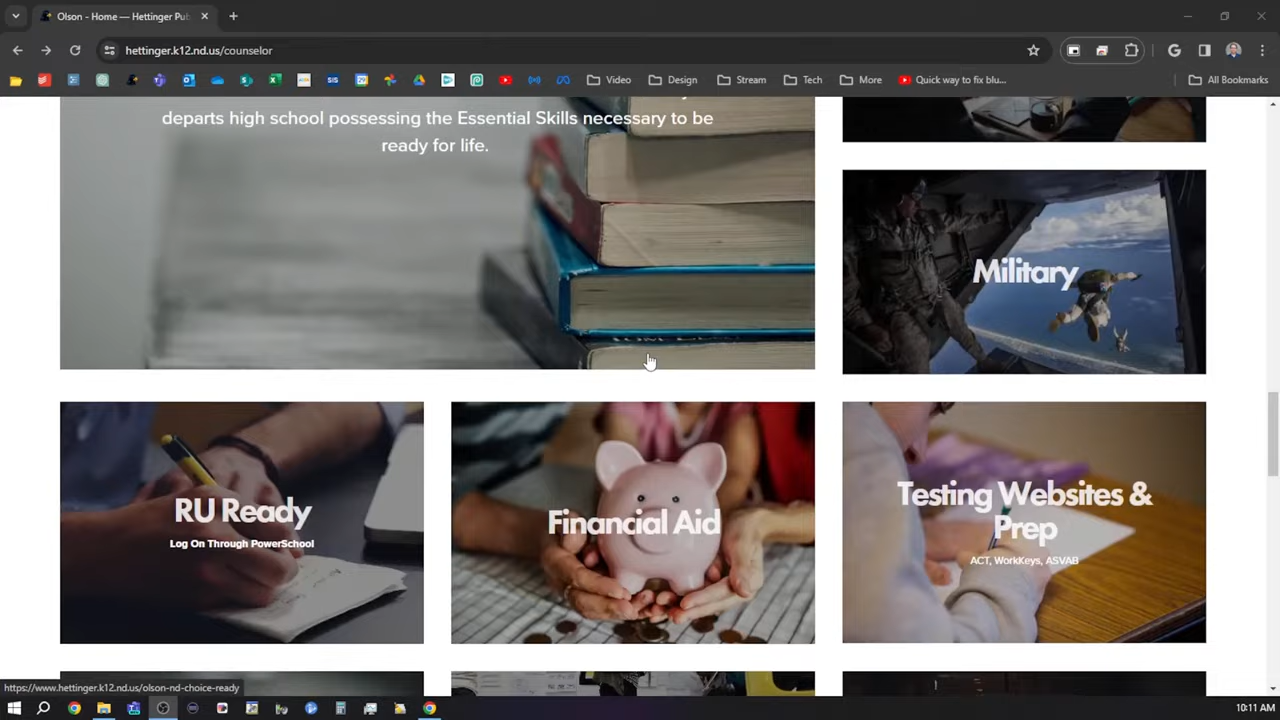 Olson - Home — Hettinger Pub
hettinger.k12.nd.us/counselor
SIS
Video
Design
Stream
Tech
More
Quick way to fix blu...
All Bookmarks
departs high school possessing the Essential Skills necessary to be
ready for life.
Military
RU Ready
Log On Through PowerSchool
Financial Aid
Testing Websites &
Prep
ACT, WorkKeys, ASVAB
https://www.hettinger.k12.nd.us/olson-nd-choice-ready
10:11 AM